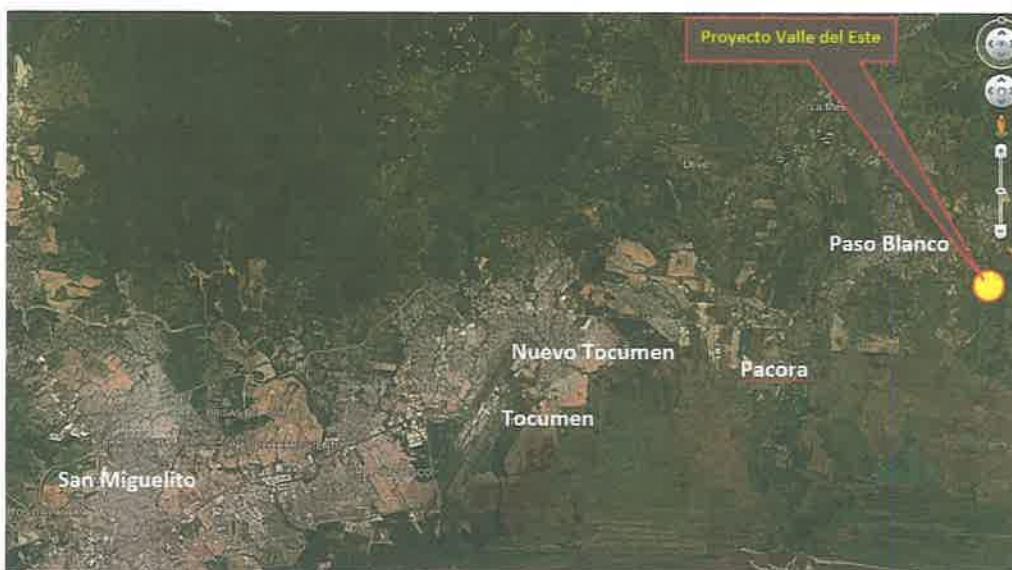 Proyecto Valle del Este
Paso Blanco
Nuevo Tocumen
Pacora
Tocumen
San Miguelito